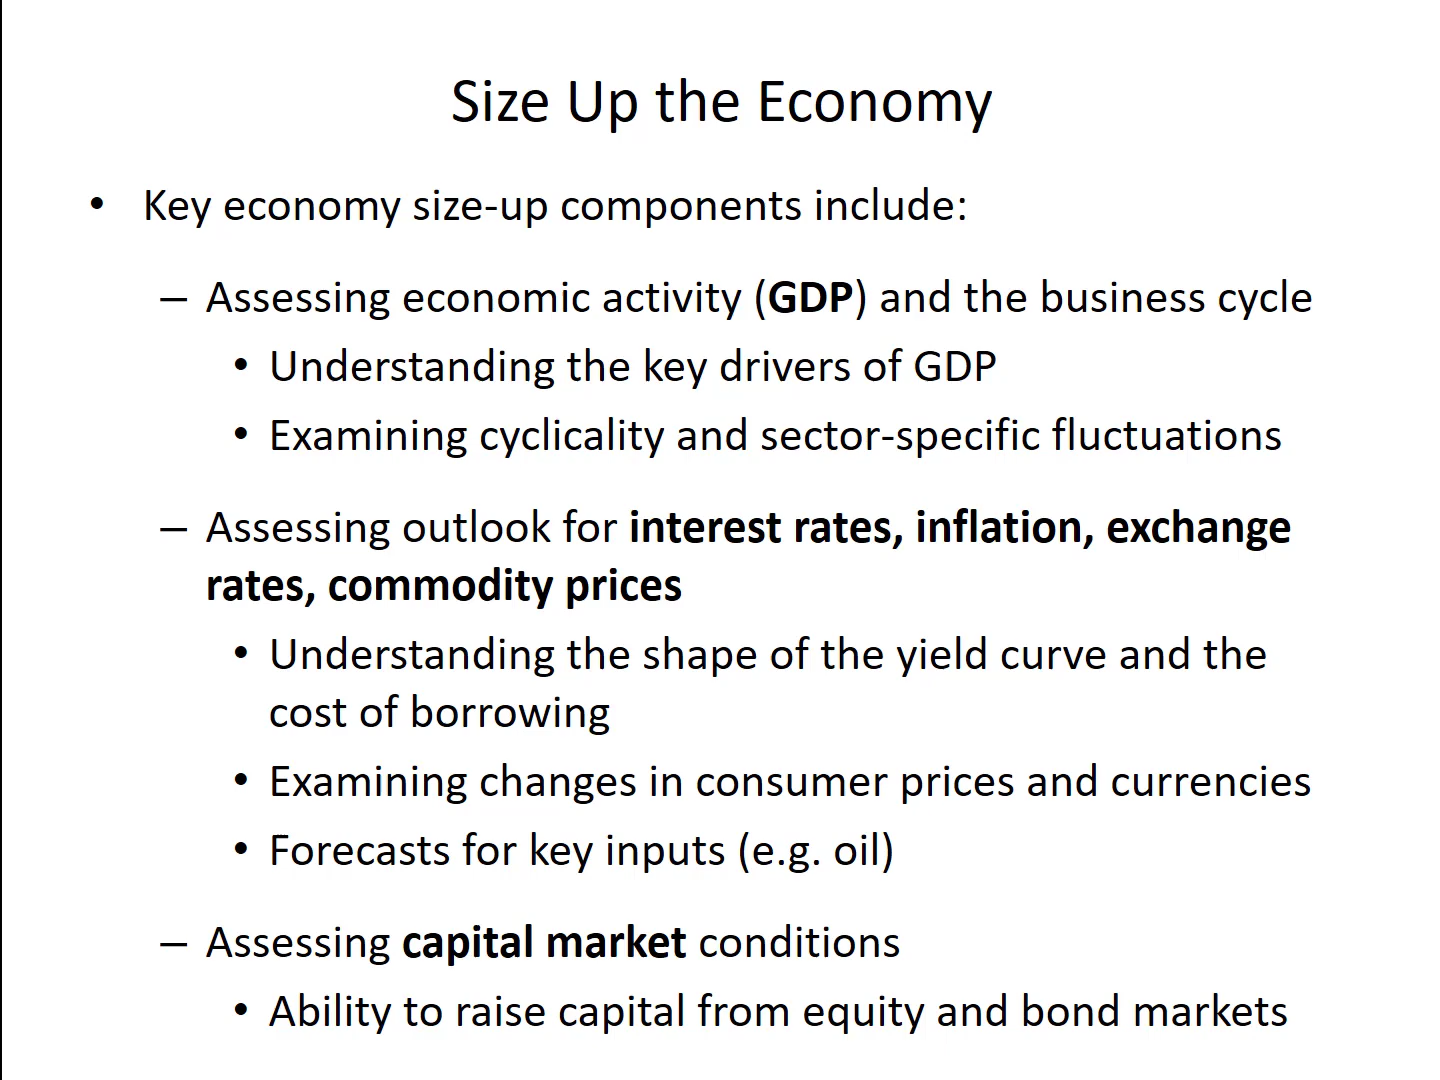 Size Up the Economy
• Key economy size-up components include:
– Assessing economic activity (GDP) and the business cycle
• Understanding the key drivers of GDP
• Examining cyclicality and sector-specific fluctuations
– Assessing outlook for interest rates, inflation, exchange
rates, commodity prices
• Understanding the shape of the yield curve and the
cost of borrowing
• Examining changes in consumer prices and currencies
• Forecasts for key inputs (e.g. oil)
– Assessing capital market conditions
• Ability to raise capital from equity and bond markets